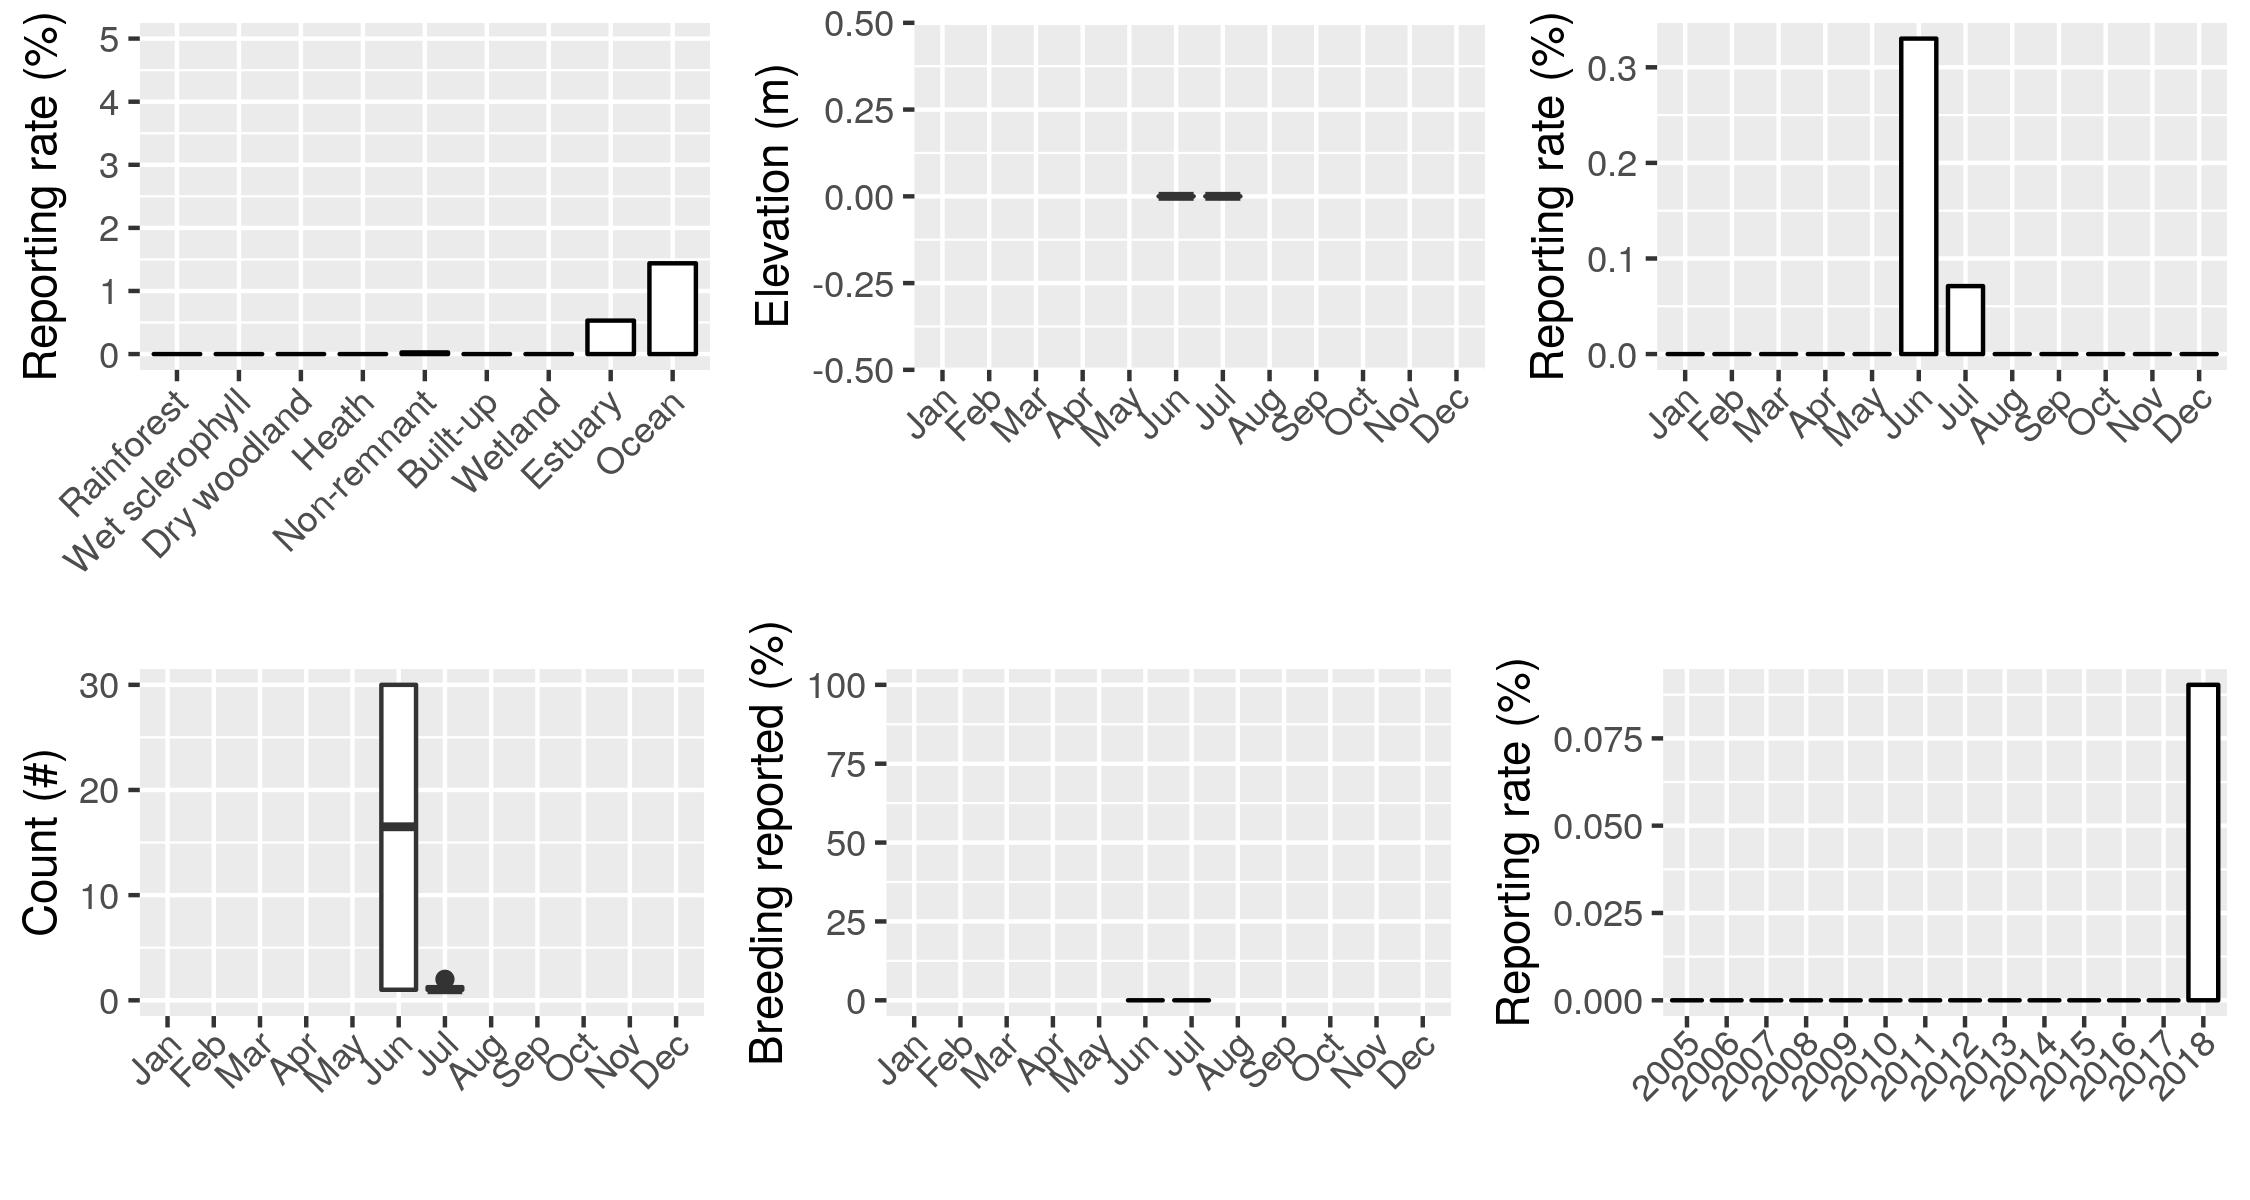 Reporting rate (%)
5
4
3
2
1
0
Rainforest
Wet sclerophyll
Dry woodland
Heath
Non-remnant
Built-up
Wetland
Estuary
Ocean
Elevation (m)
0.50
0.25
0.00
-0.25
-0.50
Jan
Feb
Mar
Apr
May
Jun
Jul
Aug
Sep
Oct
Nov
Dec
Reporting rate (%)
0.3
0.2
0.1
0.0
Jan
Feb
Mar
Apr
May
Jun
Jul
Aug
Sep
Oct
Nov
Dec
Count (#)
30
20
10
0
Jan
Feb
Mar
Apr
May
Jun
Jul
Aug
Sep
Oct
Nov
Dec
Breeding reported (%)
100
75
50
25
0
Jan
Feb
Mar
Apr
May
Jun
Jul
Aug
Sep
Oct
Nov
Dec
Reporting rate (%)
0.075
0.050
0.025
0.000
2005
2006
2007
2008
2009
2010
2011
2012
2013
2014
2015
2016
2017
2018